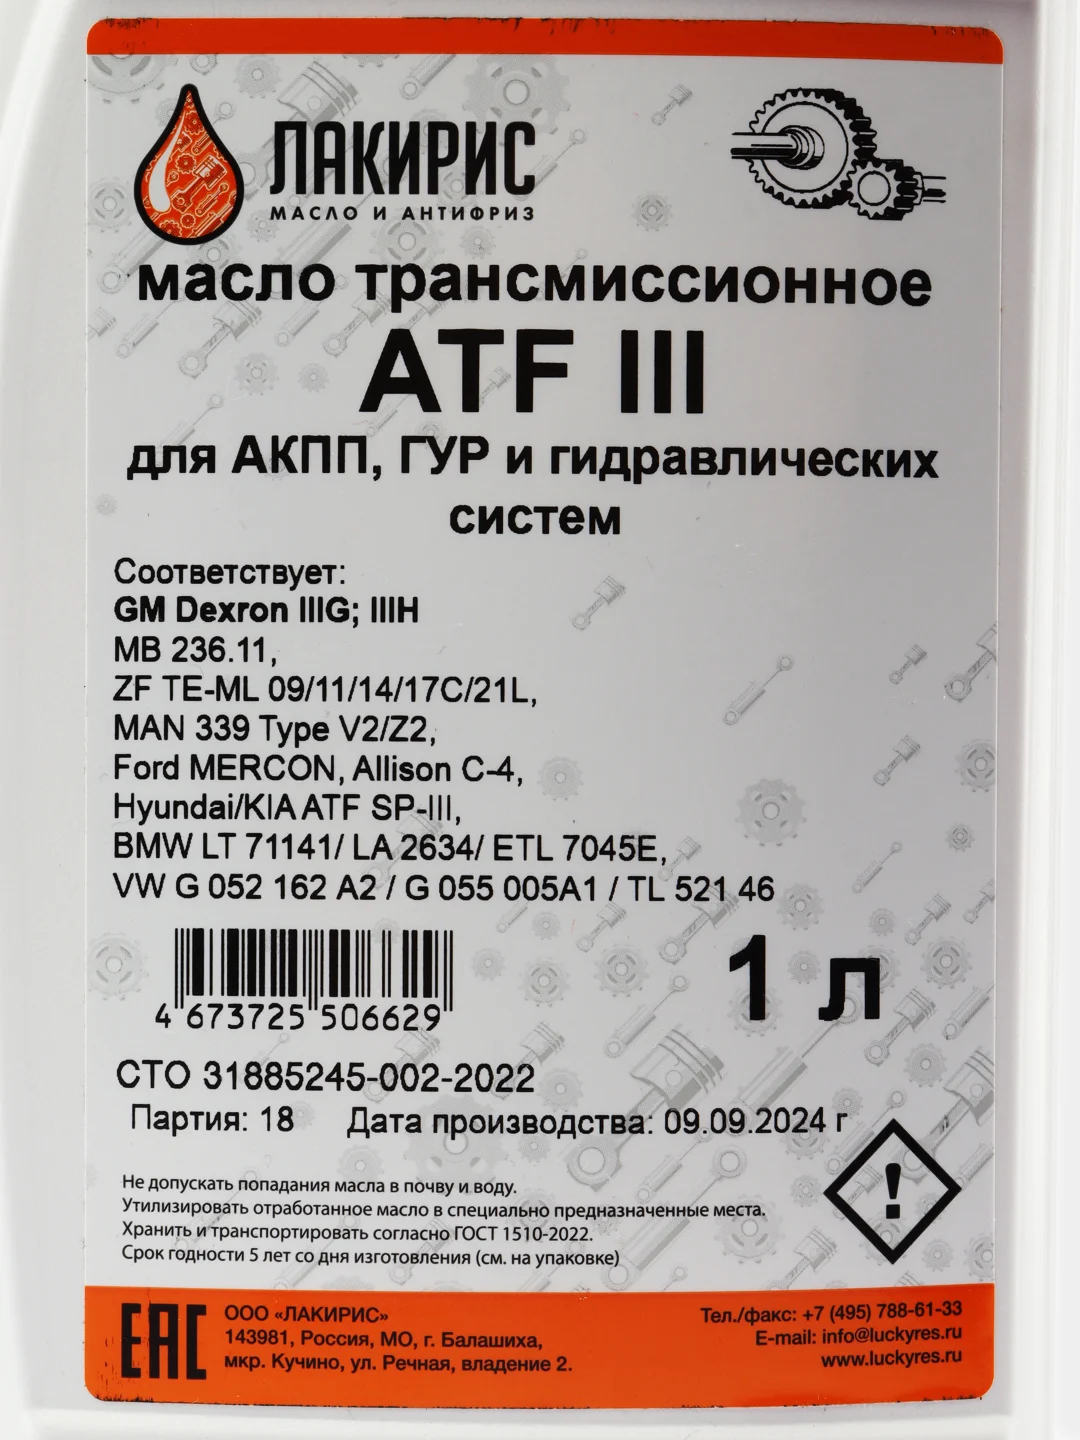 ЛАКИРИС
МАСЛО И АНТИФРИЗ
масло трансмиссионное
ATF III
для АКПП, ГУР и гидравлических
систем
Соответствует:
GM Dexron IIIG; IIIH
MB 236.11,
ZF TE-ML 09/11/14/17C/21L,
MAN 339 Type V2/Z2,
Ford MERCON, Allison C-4,
Hyundai/KIA ATF SP-III,
BMW LT 71141/ LA 2634/ ETL 7045E,
VW G 052 162 A2 / G 055 005A1 / TL 521 46
4 673725 506629
1 л
СТО 31885245-002-2022
Партия: 18 Дата производства: 09.09.2024 г
Не допускать попадания масла в почву и воду.
Утилизировать отработанное масло в специально предназначенные места.
Хранить и транспортировать согласно ГОСТ 1510-2022.
Срок годности 5 лет со дня изготовления (см. на упаковке)
EAC
ООО «ЛАКИРИС»
143981, Россия, МО, г. Балашиха,
мкр. Кучино, ул. Речная, владение 2.
Тел./факс: +7 (495) 788-61-33
E-mail: info@luckyres.ru
www.luckyres.ru